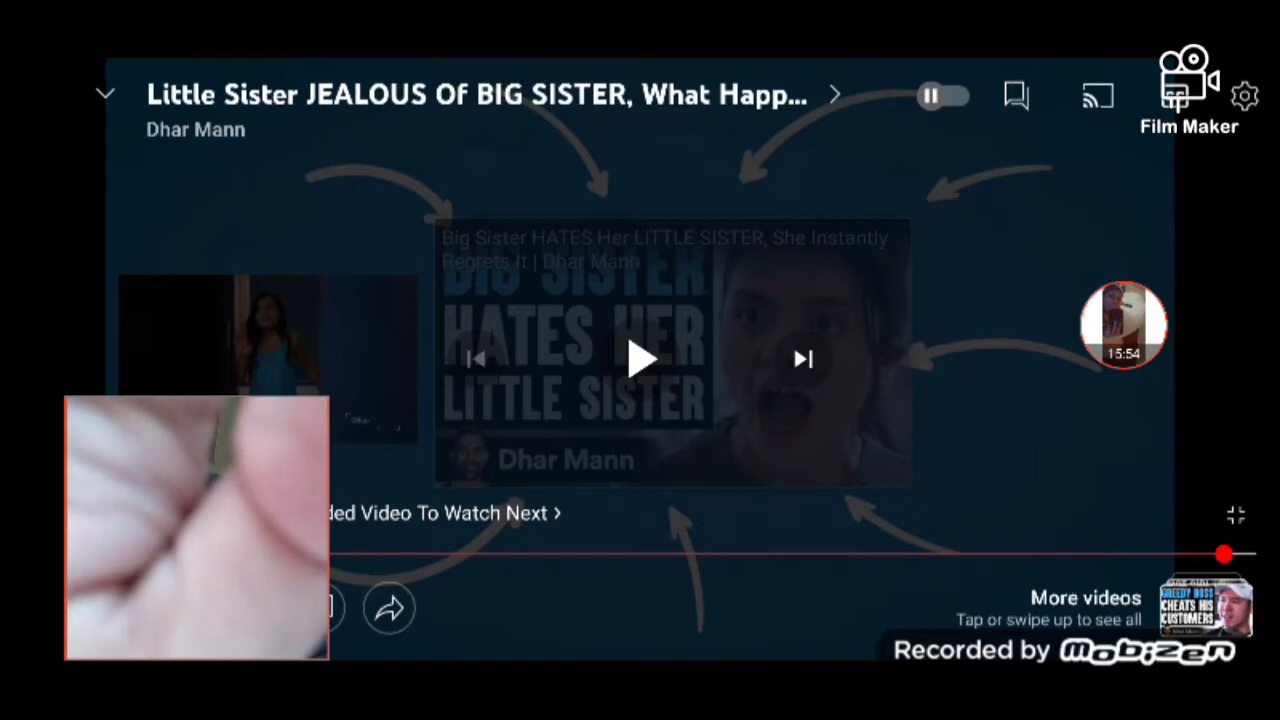 Little Sister JEALOUS Of BIG SISTER, What Happ...
Dhar Mann
Film Maker
Big Sister HATES Her LITTLE SISTER, She Instantly
Regrets It | Dhar Mann
BIG SISTER
HATES HER
LITTLE SISTER
Dhar Mann
15:54
ded Video To Watch Next >
More videos
Tap or swipe up to see all
GREEDY BOSS
CHEATS HIS
CUSTOMERS
Recorded by mobizen